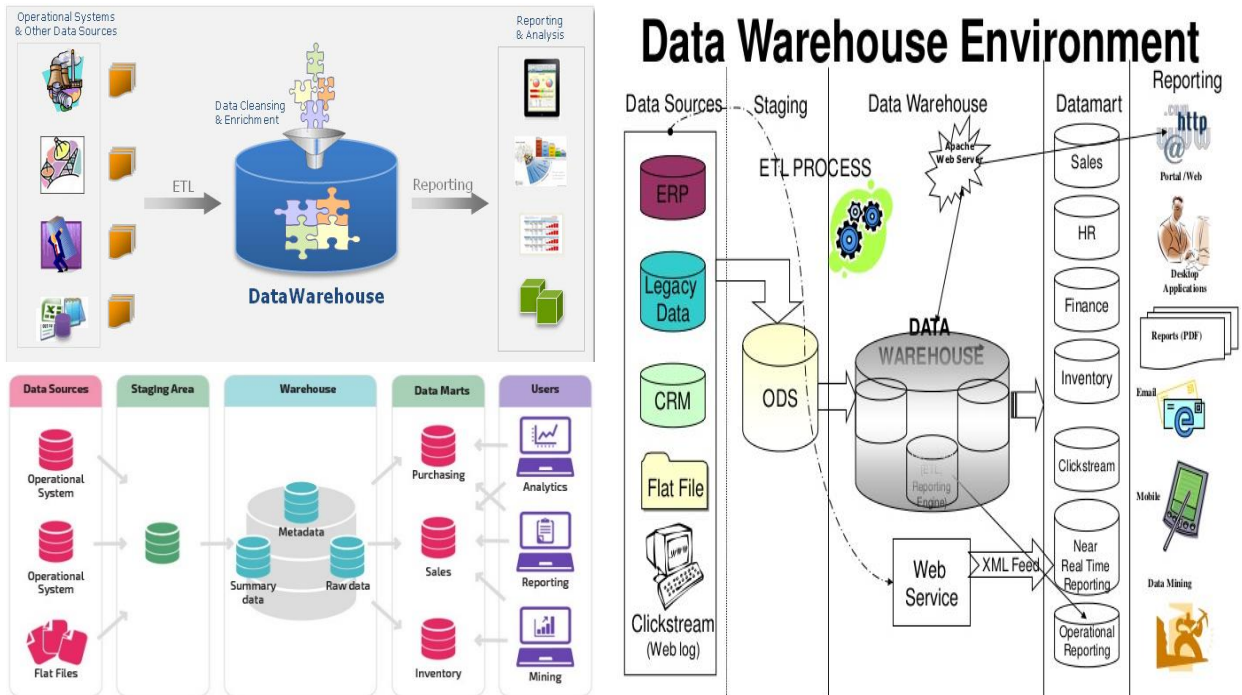 Operational Systems
& Other Data Sources
Reporting
& Analysis
Data Cleansing
& Enrichment
ETL
Reporting
DataWarehouse
Data Sources
Staging Area
Warehouse
Data Marts
Users
Operational
System
Operational
System
Flat Files
Metadata
Summary
data
Raw data
Purchasing
Sales
Inventory
Analytics
Reporting
Mining
Data Warehouse Environment
Data Sources
Staging
Data Warehouse
Datamart
Reporting
ERP
Legacy
Data
CRM
Flat File
WWW
Clickstream
(Web log)
ETL PROCESS
ODS
Apache
Web Server
DATA
WAREHOUSE
(ETL,
Reporting
Engine)
Web
Service
XML Feed
Sales
HR
Finance
Inventory
Clickstream
Near
Real Time
Reporting
Operational
Reporting
http
@
Portal /Web
Desktop
Applications
Reports (PDF)
Email
Mobile
Data Mining